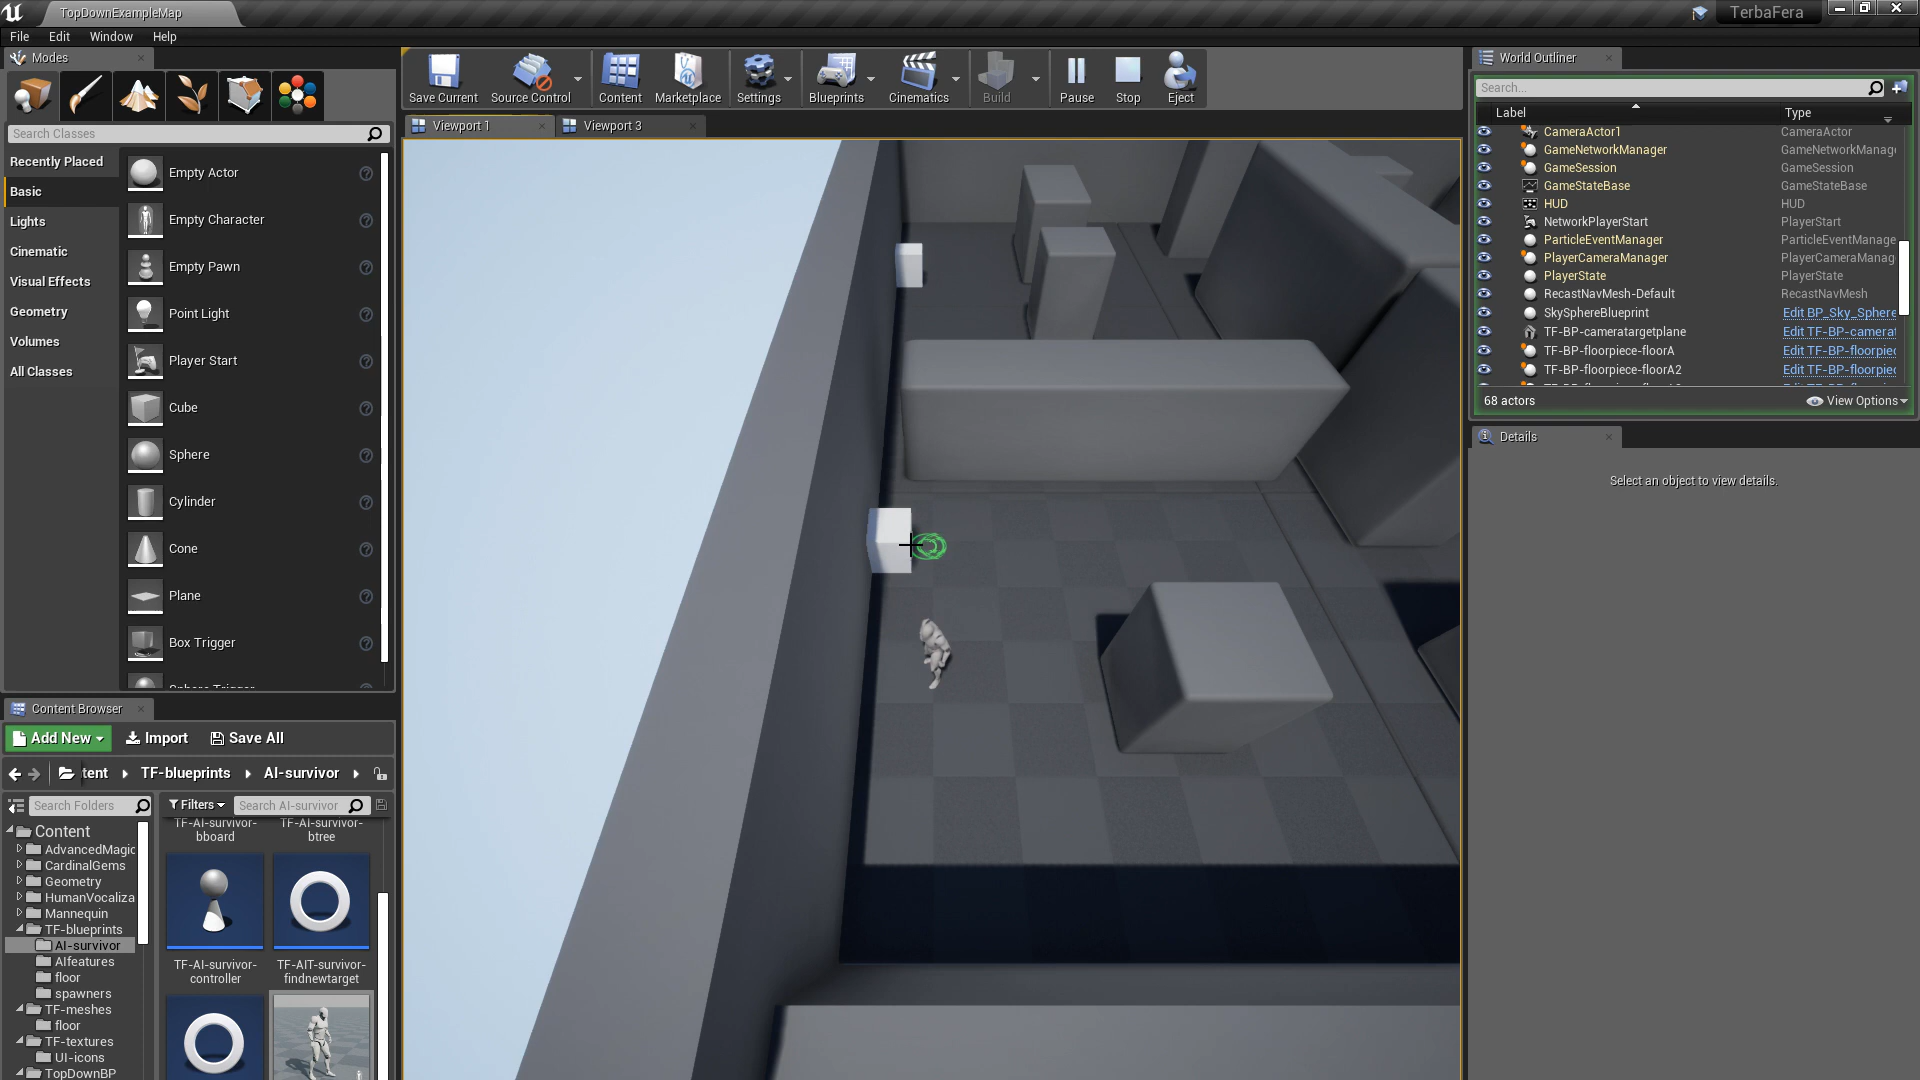 TopDownExampleMap
TerbaFera
File Edit Window Help
Modes
Search Classes
Recently Placed
Basic
Lights
Cinematic
Visual Effects
Geometry
Volumes
All Classes
Empty Actor
Empty Character
Empty Pawn
Point Light
Player Start
Cube
Sphere
Cylinder
Cone
Plane
Box Trigger
Sphere Trigger
Save Current
Source Control
Content
Marketplace
Settings
Blueprints
Cinematics
Build
Pause
Stop
Eject
Viewport 1
Viewport 3
World Outliner
Search...
Label Type
CameraActor1 CameraActor
GameNetworkManager GameNetworkManage
GameSession GameSession
GameStateBase GameStateBase
HUD HUD
NetworkPlayerStart PlayerStart
ParticleEventManager ParticleEventManage
PlayerCameraManager PlayerCameraManag
PlayerState PlayerState
RecastNavMesh-Default RecastNavMesh
SkySphereBlueprint Edit BP_Sky_Sphere
TF-BP-cameratargetplane Edit TF-BP-camerat
TF-BP-floorpiece-floorA Edit TF-BP-floorpiec
TF-BP-floorpiece-floorA2 Edit TF-BP-floorpiec
68 actors
View Options
Details
Select an object to view details.
Content Browser
Add New
Import
Save All
tent
TF-blueprints
AI-survivor
Search Folders
Filters
Search AI-survivor
Content
AdvancedMagic
CardinalGems
Geometry
HumanVocaliza
Mannequin
TF-blueprints
AI-survivor
AIfeatures
floor
spawners
TF-meshes
floor
TF-textures
UI-icons
TopDownBP
TF-AI-survivor-
bboard
TF-AI-survivor-
btree
TF-AI-survivor-
controller
TF-AIT-survivor-
findnewtarget